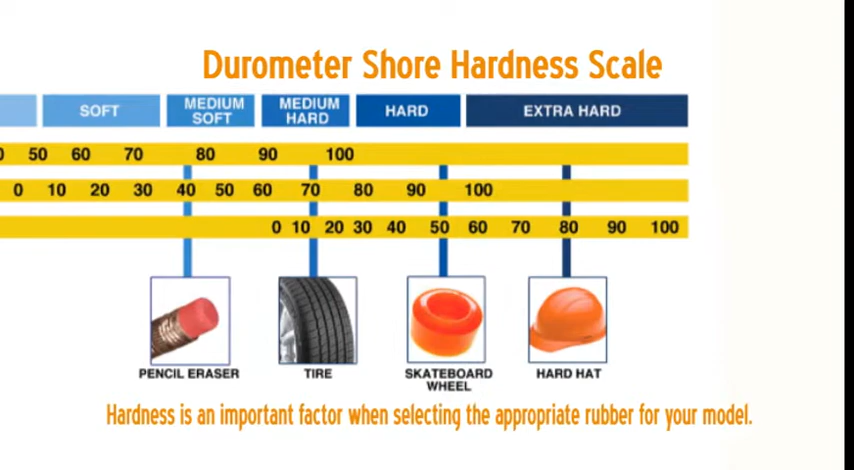 Durometer Shore Hardness Scale
SOFT
MEDIUM
SOFT
MEDIUM
HARD
HARD
EXTRA HARD
0 50 60 70 80 90 100
0 10 20 30 40 50 60 70 80 90 100
0 10 20 30 40 50 60 70 80 90 100
PENCIL ERASER
TIRE
SKATEBOARD
WHEEL
HARD HAT
Hardness is an important factor when selecting the appropriate rubber for your model.